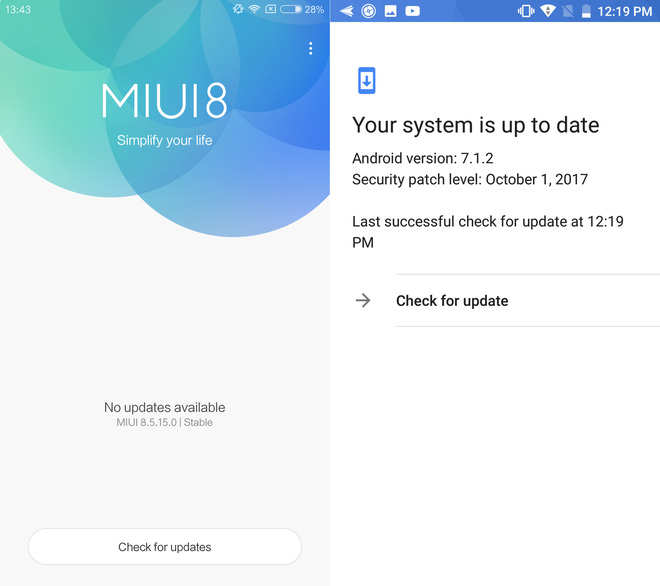 13:43
28%
MIUI 8
Simplify your life
No updates available
MIUI 8.5.15.0 | Stable
Check for updates
12:19 PM
Your system is up to date
Android version: 7.1.2
Security patch level: October 1, 2017
Last successful check for update at 12:19
PM
Check for update